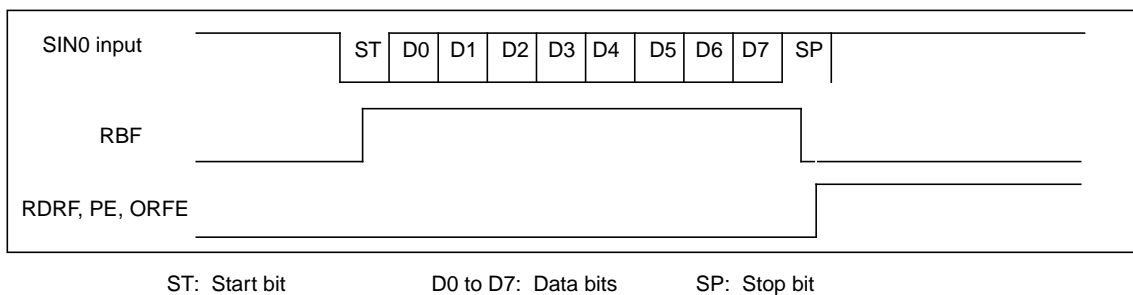 SIN0 input ST D0 D1 D2 D3 D4 D5 D6 D7 SP
RBF
RDRF, PE, ORFE
ST: Start bit D0 to D7: Data bits SP: Stop bit